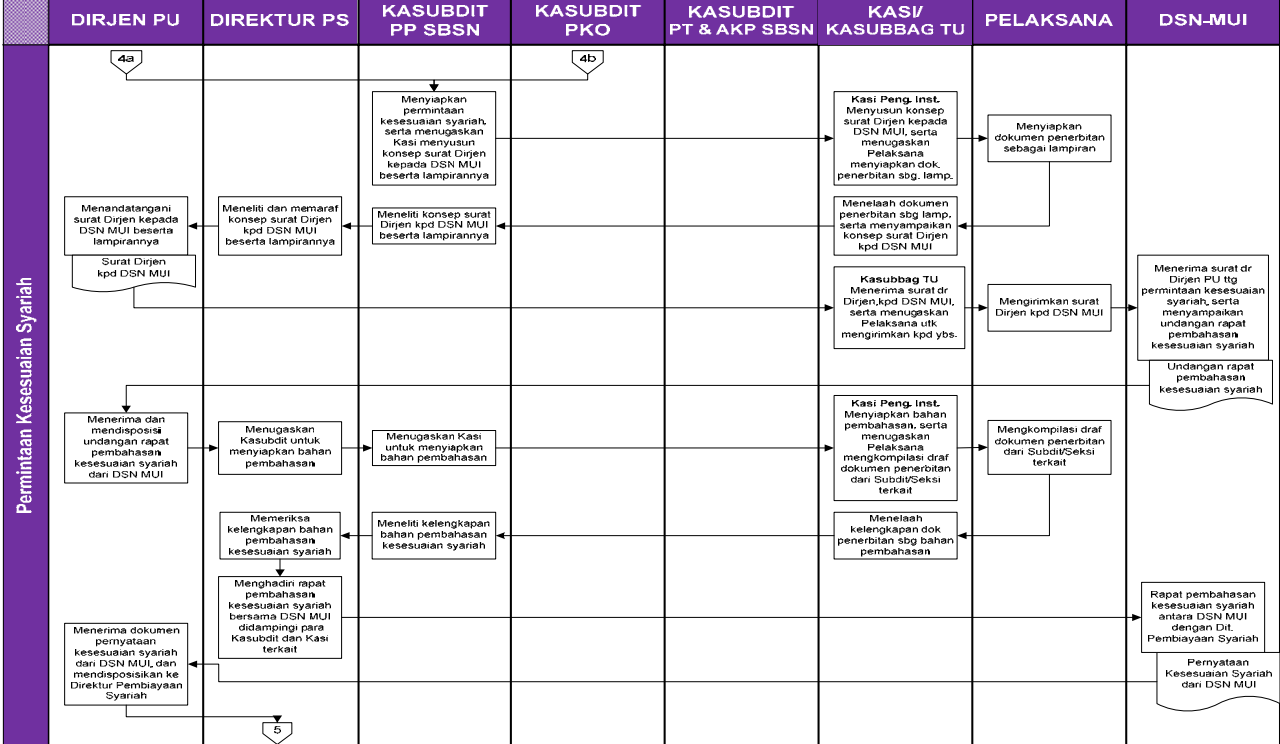 DIRJEN PU
DIREKTUR PS
KASUBDIT
PP SBSN
KASUBDIT
PKO
KASUBDIT
PT & AKP SBSN
KASI/
KASUBBAG TU
PELAKSANA
DSN-MUI
Permintaan Kesesuaian Syariah
4a
4b
Menyiapkan
permintaan
kesesuaian syariah,
serta menugaskan
Kasi menyusun
konsep surat Dirjen
kepada DSN MUI
beserta lampirannya
Kasi Peng. Inst.
Menyusun konsep
surat Dirjen kepada
DSN MUI, serta
menugaskan
Pelaksana
menyiapkan dok.
penerbitan sbg. lamp.
Menyiapkan
dokumen penerbitan
sebagai lampiran
Menandatangani
surat Dirjen kepada
DSN MUI beserta
lampirannya
Surat Dirjen
kpd DSN MUI
Meneliti dan memaraf
konsep surat Dirjen
kpd DSN MUI
beserta lampirannya
Meneliti konsep surat
Dirjen kpd DSN MUI
beserta lampirannya
Menelaah dokumen
penerbitan sbg lamp.
serta menyampaikan
konsep surat Dirjen
kpd DSN MUI
Kasubbag TU
Menerima surat dr
Dirjen,kpd DSN MUI,
serta menugaskan
Pelaksana utk
mengirimkan kpd ybs.
Mengirimkan surat
Dirjen kpd DSN MUI
Menerima surat dr
Dirjen PU ttg
permintaan kesesuaian
syariah, serta
menyampaikan
undangan rapat
pembahasan
kesesuaian syariah
Undangan rapat
pembahasan
kesesuaian syariah
Menerima dan
mendisposisi
undangan rapat
pembahasan
kesesuaian syariah
dari DSN MUI
Menugaskan
Kasubdit untuk
menyiapkan bahan
pembahasan
Menugaskan Kasi
untuk menyiapkan
bahan pembahasan
Kasi Peng. Inst.
Menyiapkan bahan
pembahasan, serta
menugaskan
Pelaksana
mengkompilasi draf
dokumen penerbitan
dari Subdit/Seksi
terkait
Mengkompilasi draf
dokumen penerbitan
dari Subdit/Seksi
terkait
Memeriksa
kelengkapan bahan
pembahasan
kesesuaian syariah
Meneliti kelengkapan
bahan pembahasan
kesesuaian syariah
Menelaah
kelengkapan dok
penerbitan sbg bahan
pembahasan
Menghadiri rapat
pembahasan
kesesuaian syariah
bersama DSN MUI
didampingi para
Kasubdit dan Kasi
terkait
Rapat pembahasan
kesesuaian syariah
antara DSN MUI
dengan Dit.
Pembiayaan Syariah
Pernyataan
Kesesuaian Syariah
dari DSN MUI
Menerima dokumen
pernyataan
kesesuaian syariah
dari DSN MUI, dan
mendisposisikan ke
Direktur Pembiayaan
Syariah
5